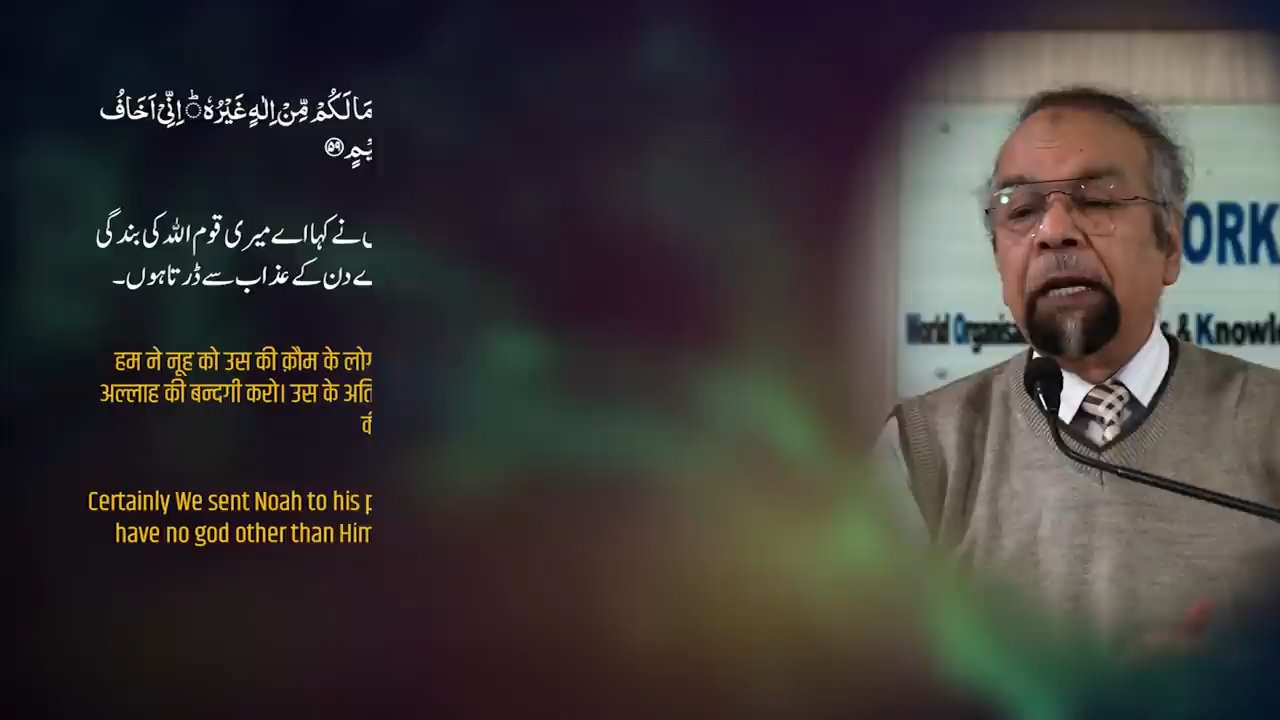 مَا لَكُمْ مِّنْ اِلٰهٍ غَيْرُهٗ ؕ اِنِّیْۤ اَخَافُ
۵۹
نے کہا اے میری قوم اللہ کی بندگی
دن کے عذاب سے ڈرتا ہوں۔
हम ने नूह को उस की क़ौम के
अल्लाह की बन्दगी करो। उस के
Certainly We sent Noah to his
have no god other than Him
ORK
World & Knowl